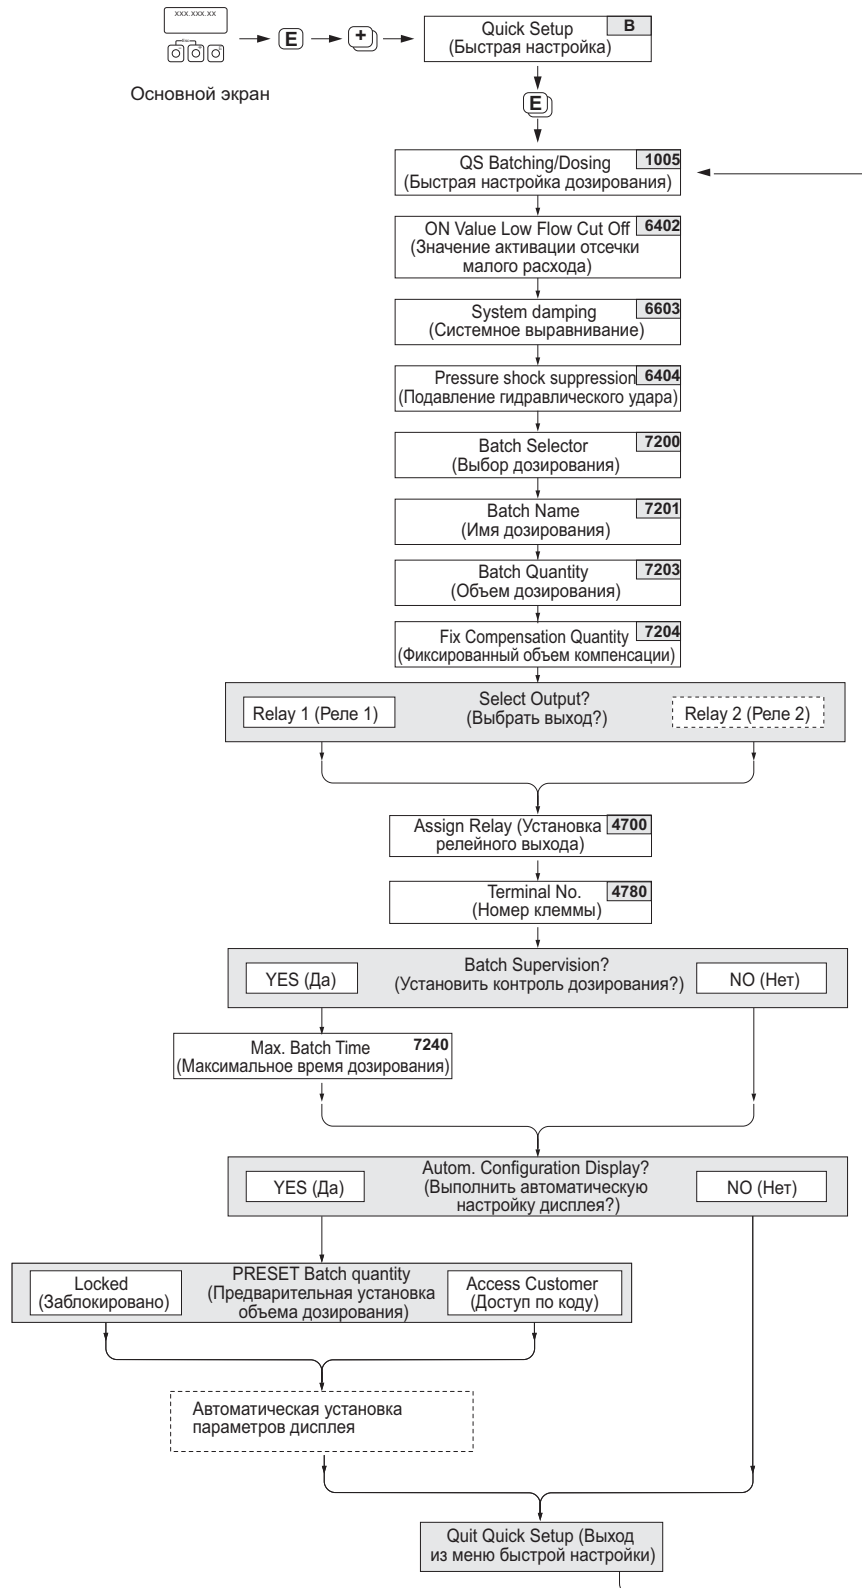 xxx.xxx.xx
Esc
E
+
Quick Setup B
(Быстрая настройка)
Основной экран
E
QS Batching/Dosing 1005
(Быстрая настройка дозирования)
ON Value Low Flow Cut Off 6402
(Значение активации отсечки
малого расхода)
System damping 6603
(Системное выравнивание)
Pressure shock suppression 6404
(Подавление гидравлического удара)
Batch Selector 7200
(Выбор дозирования)
Batch Name 7201
(Имя дозирования)
Batch Quantity 7203
(Объем дозирования)
Fix Compensation Quantity 7204
(Фиксированный объем компенсации)
Select Output?
(Выбрать выход?)
Relay 1 (Реле 1)
Relay 2 (Реле 2)
Assign Relay (Установка 4700
релейного выхода)
Terminal No. 4780
(Номер клеммы)
Batch Supervision?
(Установить контроль дозирования?)
YES (Да)
NO (Нет)
Max. Batch Time 7240
(Максимальное время дозирования)
Autom. Configuration Display?
(Выполнить автоматическую
настройку дисплея?)
YES (Да)
NO (Нет)
PRESET Batch quantity
(Предварительная установка
объема дозирования)
Locked
(Заблокировано)
Access Customer
(Доступ по коду)
Автоматическая установка
параметров дисплея
Quit Quick Setup (Выход
из меню быстрой настройки)